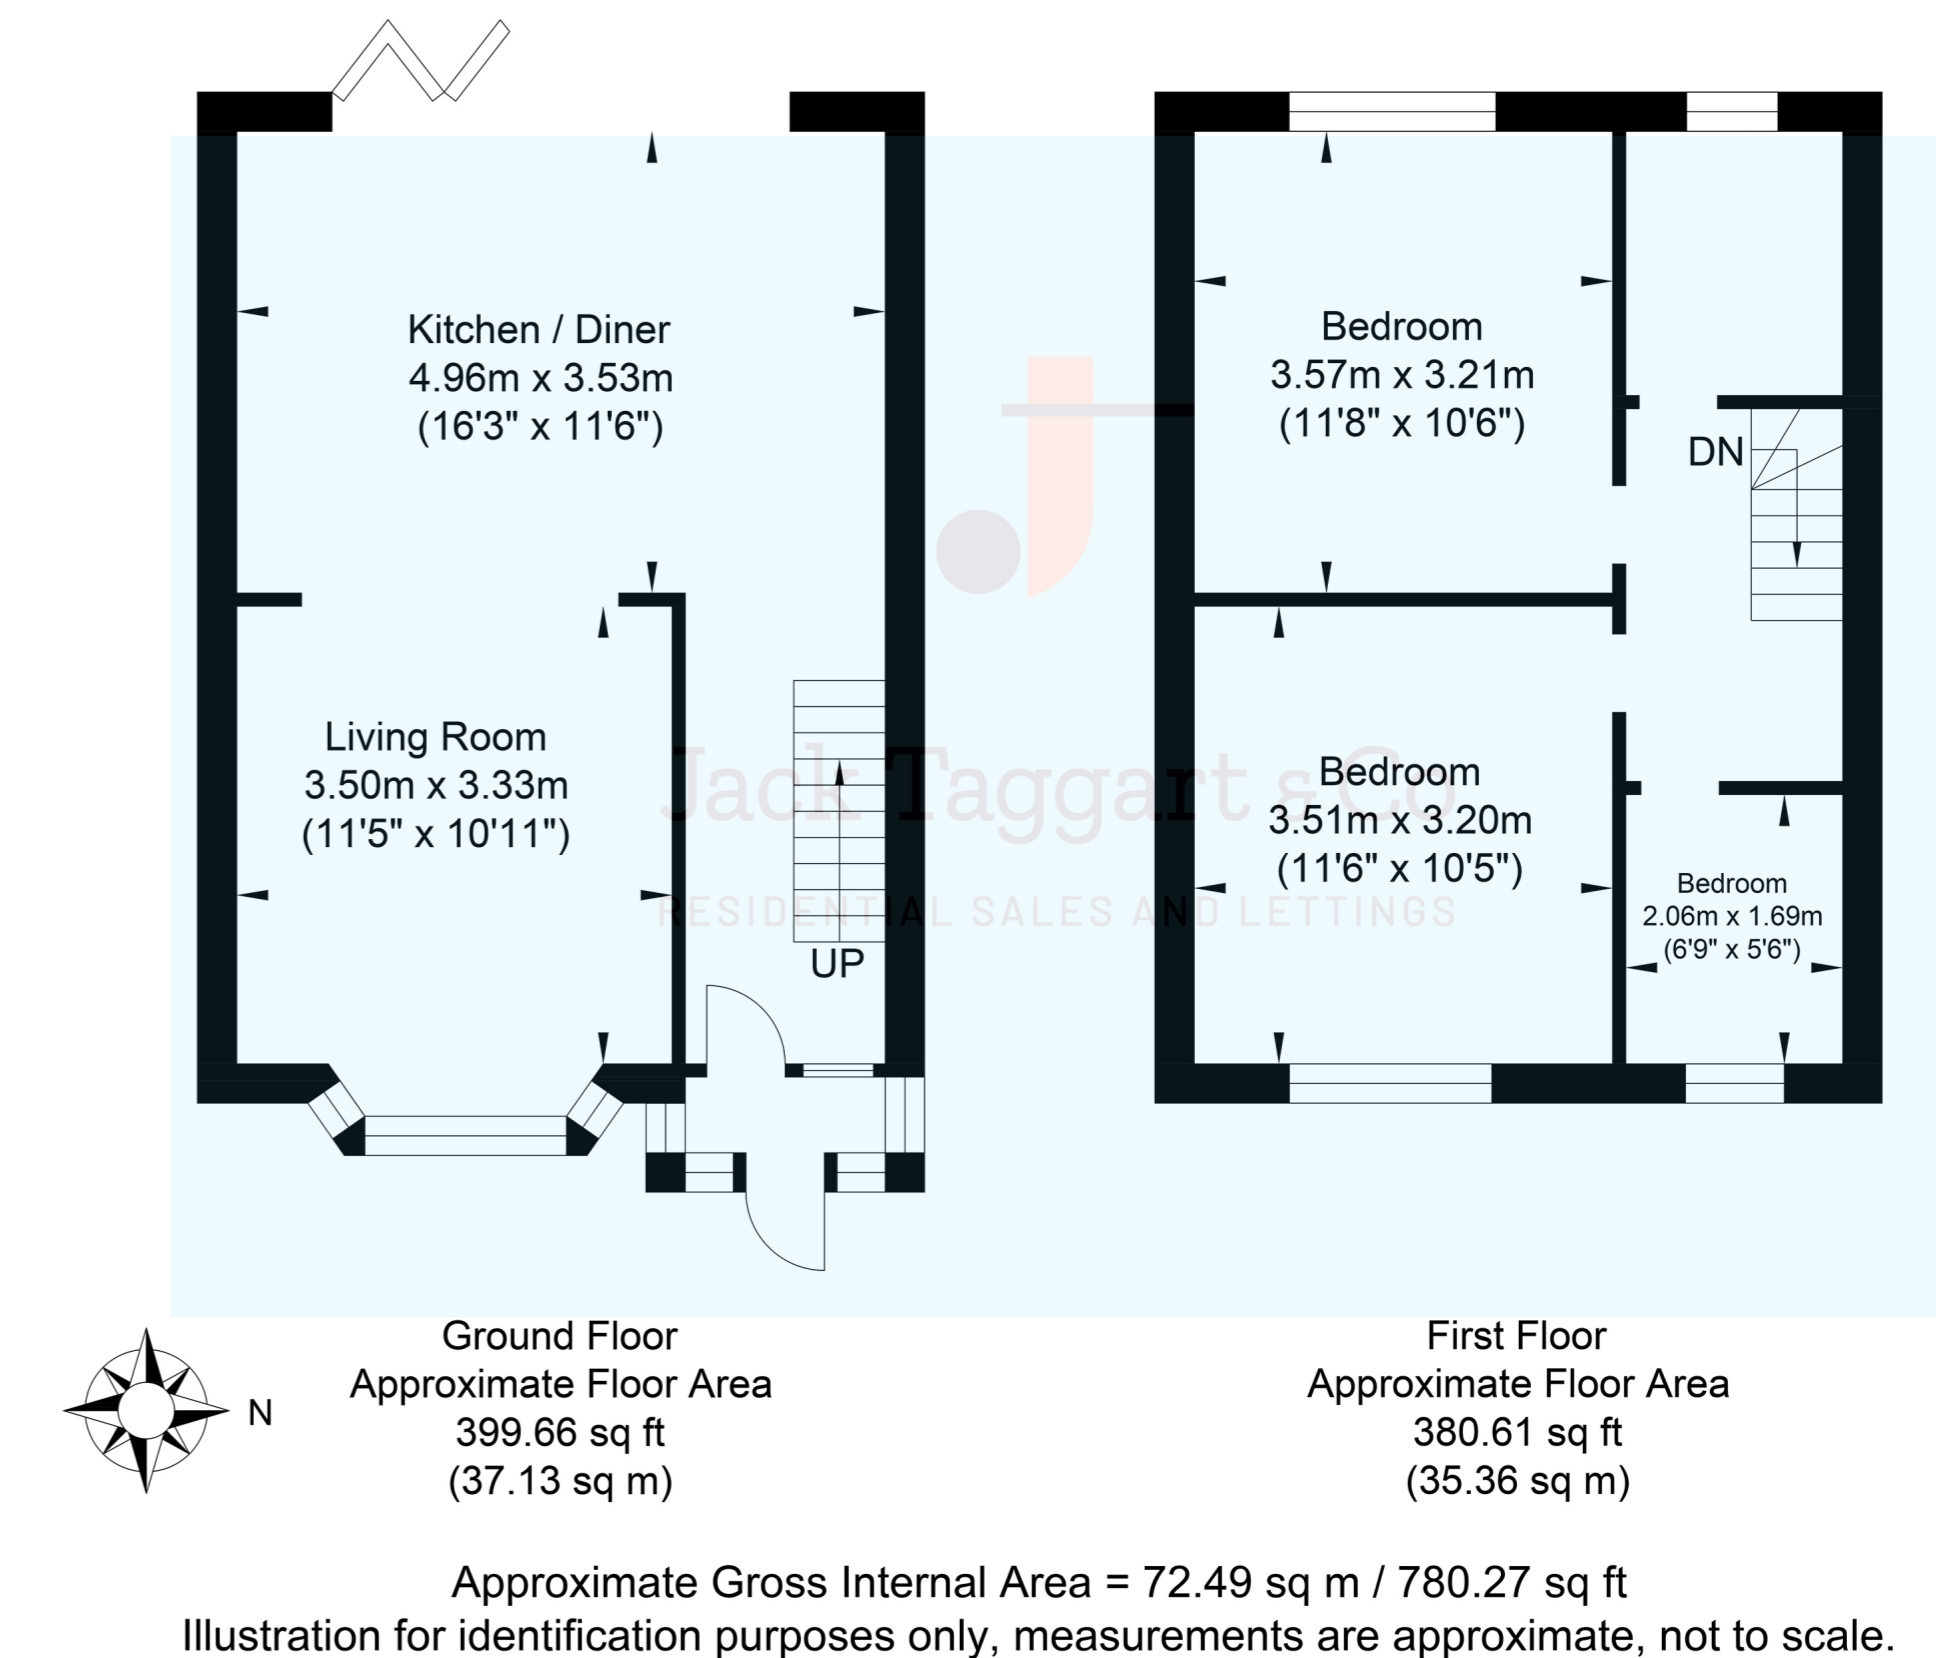 Kitchen / Diner
4.96m x 3.53m
(16'3" x 11'6")
Living Room
3.50m x 3.33m
(11'5" x 10'11")
UP
Bedroom
3.57m x 3.21m
(11'8" x 10'6")
DN
Bedroom
3.51m x 3.20m
(11'6" x 10'5")
Bedroom
2.06m x 1.69m
(6'9" x 5'6")
Jack Taggart & Co
RESIDENTIAL SALES AND LETTINGS
N
Ground Floor
Approximate Floor Area
399.66 sq ft
(37.13 sq m)
First Floor
Approximate Floor Area
380.61 sq ft
(35.36 sq m)
Approximate Gross Internal Area = 72.49 sq m / 780.27 sq ft
Illustration for identification purposes only, measurements are approximate, not to scale.